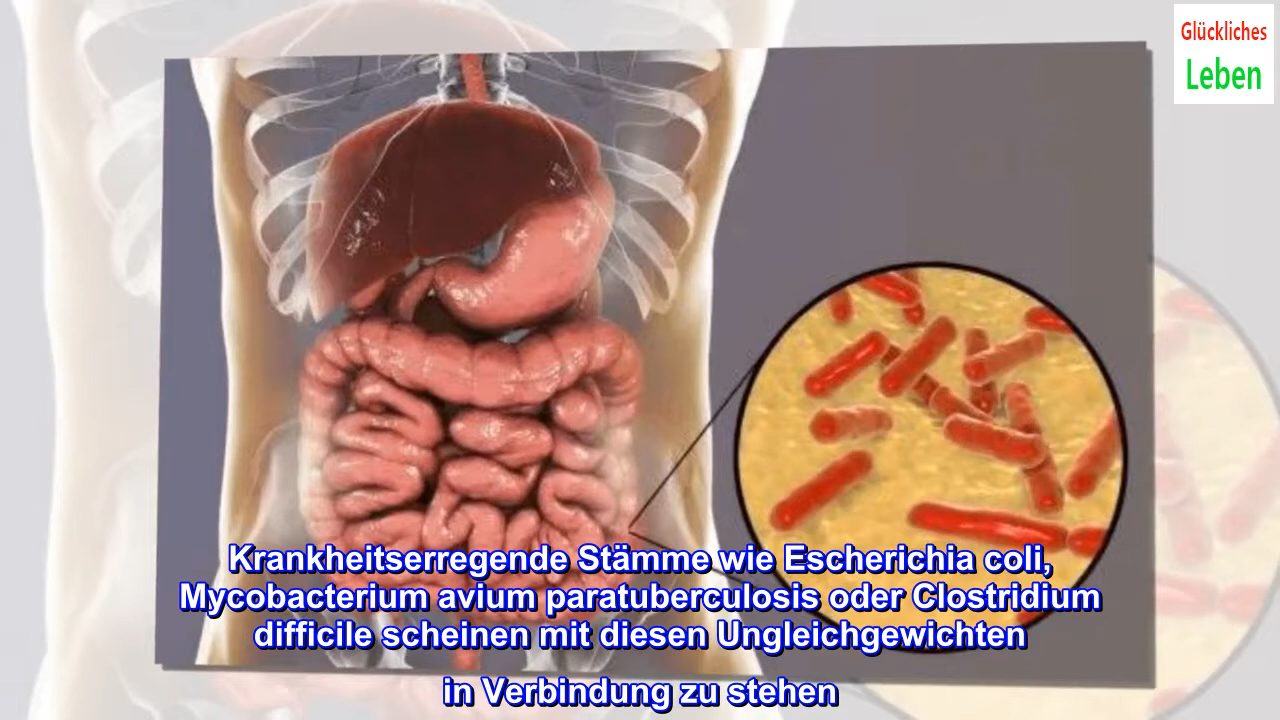 Glückliches
Leben
Krankheitserregende Stämme wie Escherichia coli,
Mycobacterium avium paratuberculosis oder Clostridium
difficile scheinen mit diesen Ungleichgewichten
in Verbindung zu stehen